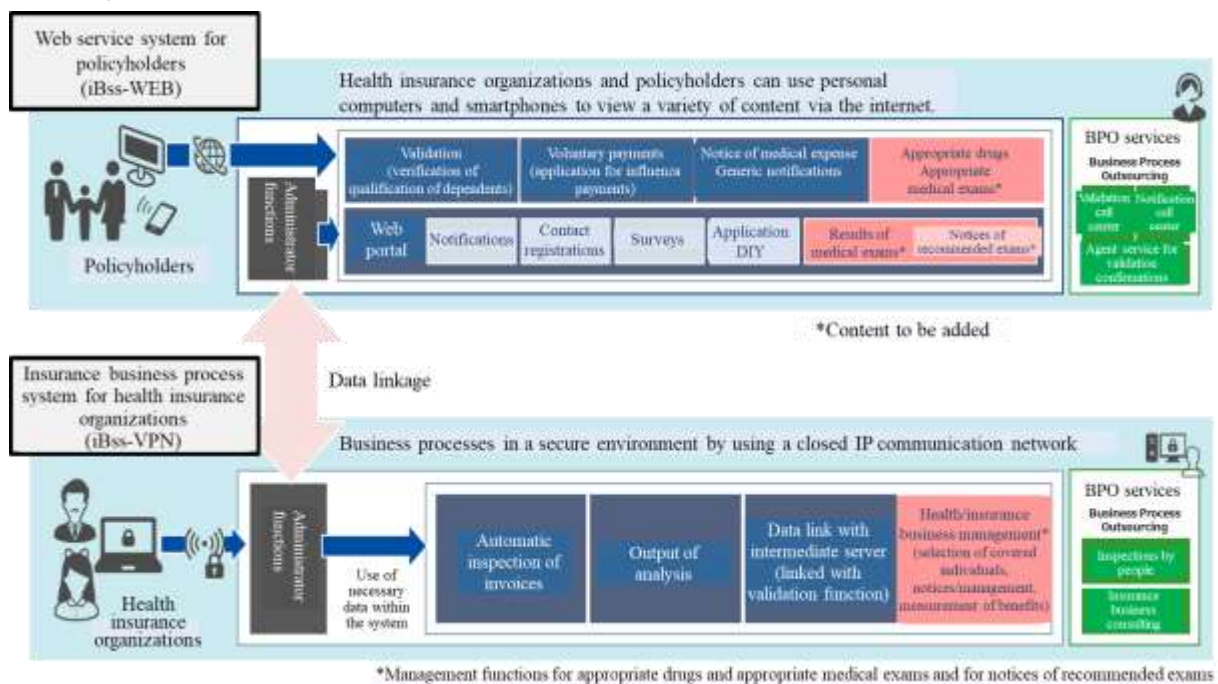 Web service system for
policyholders
(iBss-WEB)
Health insurance organizations and policyholders can use personal
computers and smartphones to view a variety of content via the internet.
Policyholders
Administrator
functions
Validation
(verification of
qualification of dependents)
Voluntary payments
(application for influenza
payments)
Notice of medical expense
Generic notifications
Appropriate drugs
Appropriate
medical exams*
Web
portal
Notifications
Contact
registrations
Surveys
Application
DIY
Results of
medical exams*
Notices of
recommended exams*
BPO services
Business Process
Outsourcing
Validation
call
center
Notification
call
center
Agent service for
validation
confirmations
*Content to be added
Data linkage
Insurance business process
system for health insurance
organizations
(iBss-VPN)
Business processes in a secure environment by using a closed IP communication network
Health
insurance
organizations
Administrator
functions
Use of
necessary
data within
the system
Automatic
inspection of
invoices
Output of
analysis
Data link with
intermediate server
(linked with
validation function)
Health/insurance
business management*
(selection of covered
individuals,
notices/management,
measurement of benefits)
BPO services
Business Process
Outsourcing
Inspections by
people
Insurance
business
consulting
*Management functions for appropriate drugs and appropriate medical exams and for notices of recommended exams